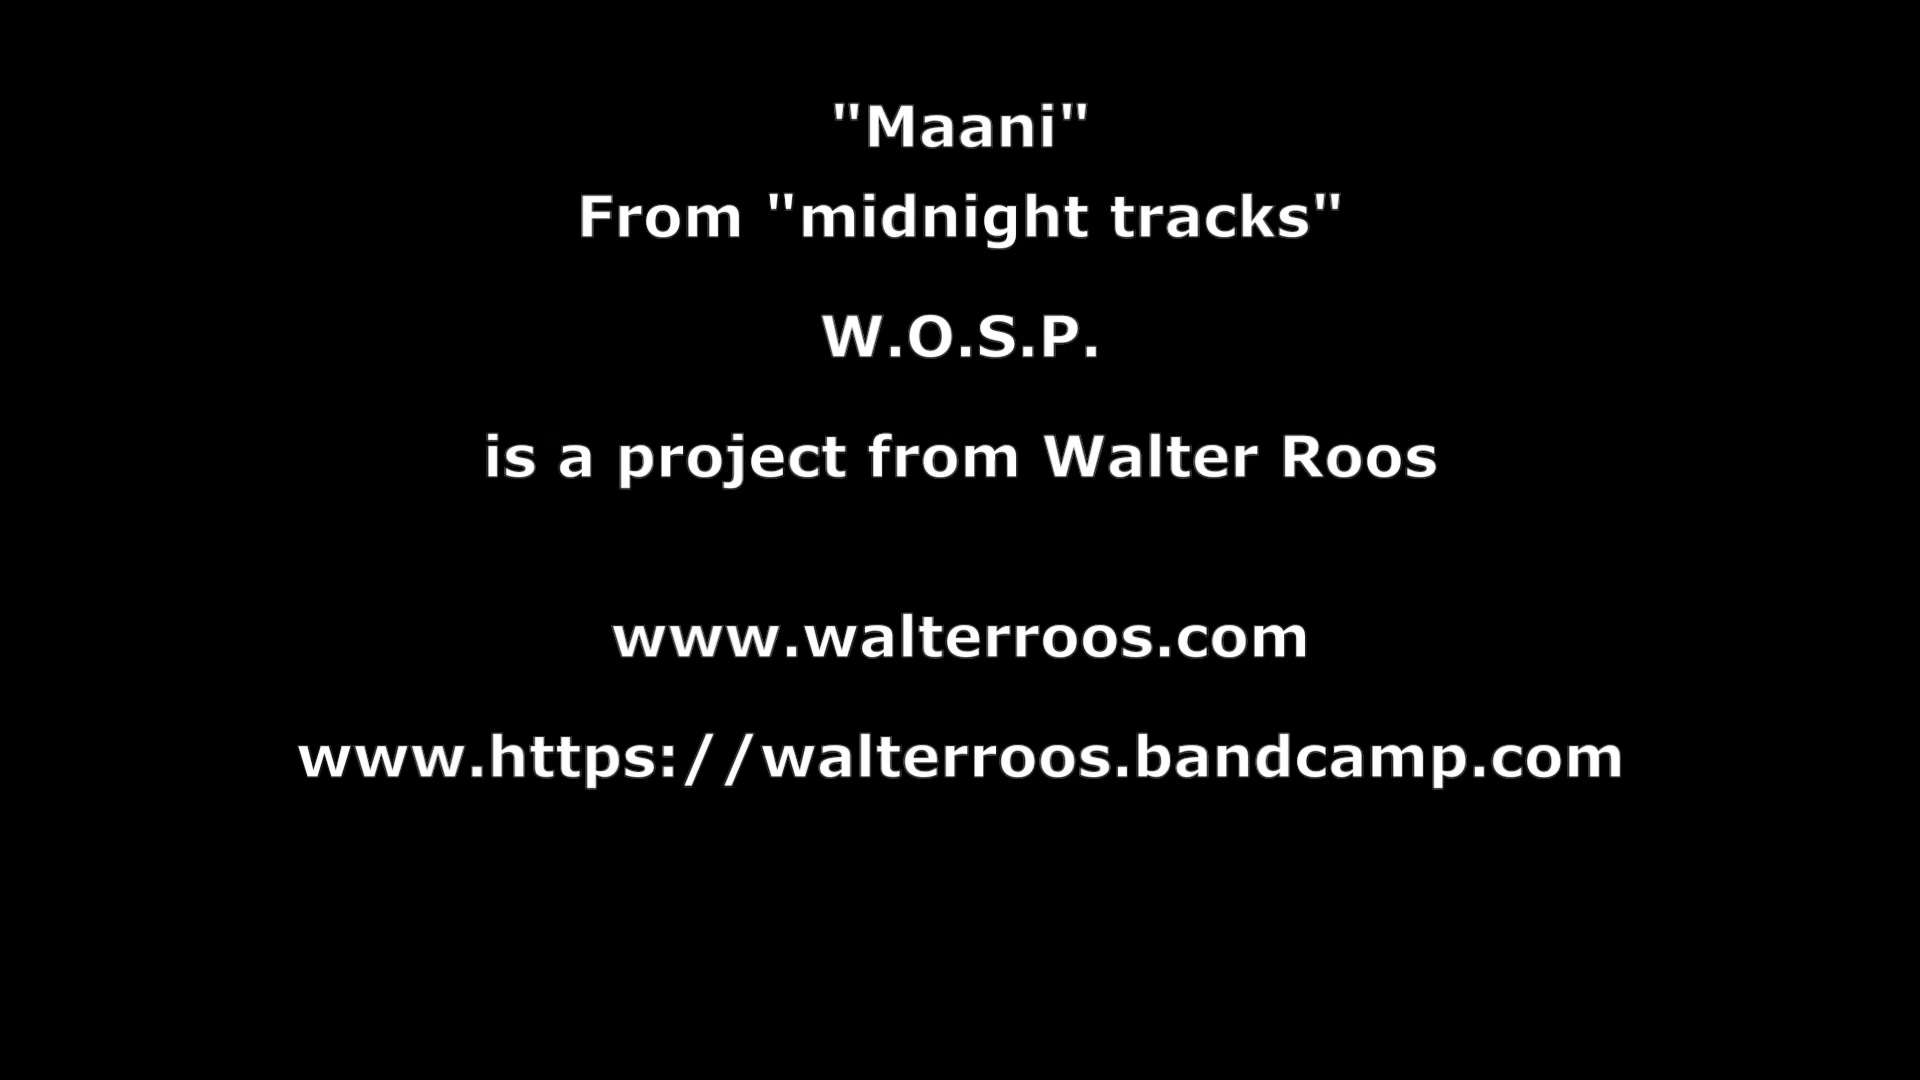 "Maani"
From "midnight tracks"
W.O.S.P.
is a project from Walter Roos
www.walterroos.com
www.https://walterroos.bandcamp.com